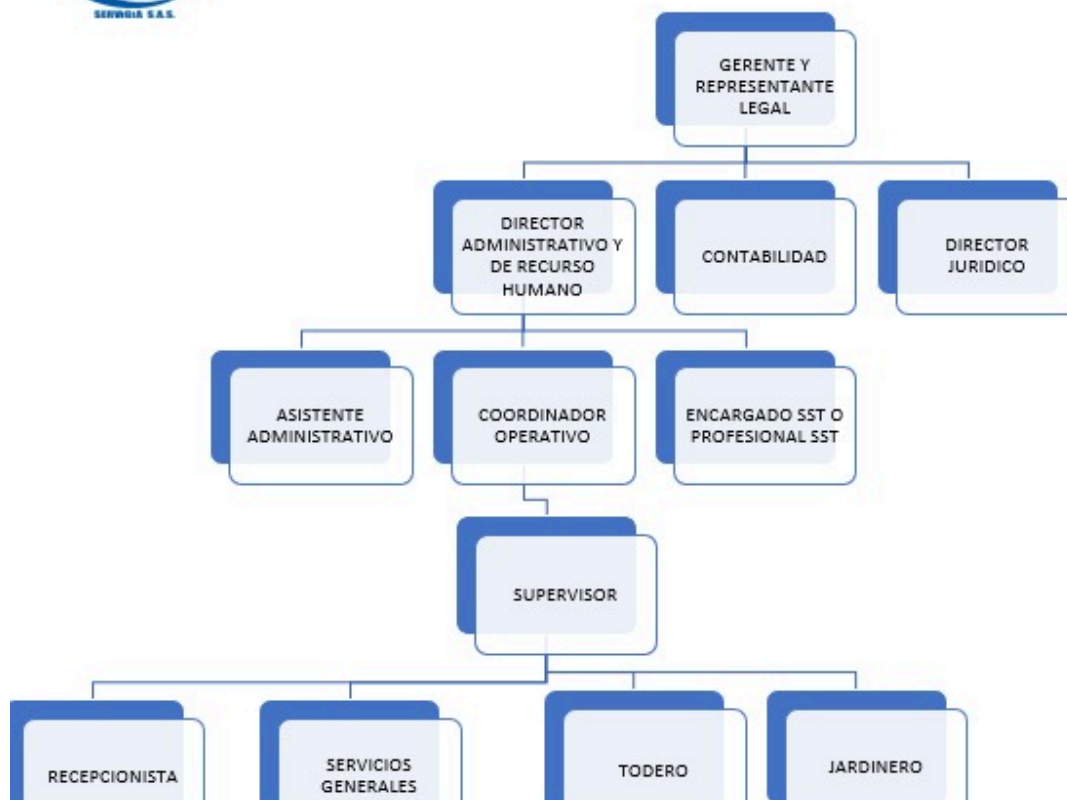 SERWGIA S.A.S.
GERENTE Y
REPRESENTANTE
LEGAL
DIRECTOR
ADMINISTRATIVO Y
DE RECURSO
HUMANO
CONTABILIDAD
DIRECTOR
JURIDICO
ASISTENTE
ADMINISTRATIVO
COORDINADOR
OPERATIVO
ENCARGADO SST O
PROFESIONAL SST
SUPERVISOR
RECEPCIONISTA
SERVICIOS
GENERALES
TODERO
JARDINERO